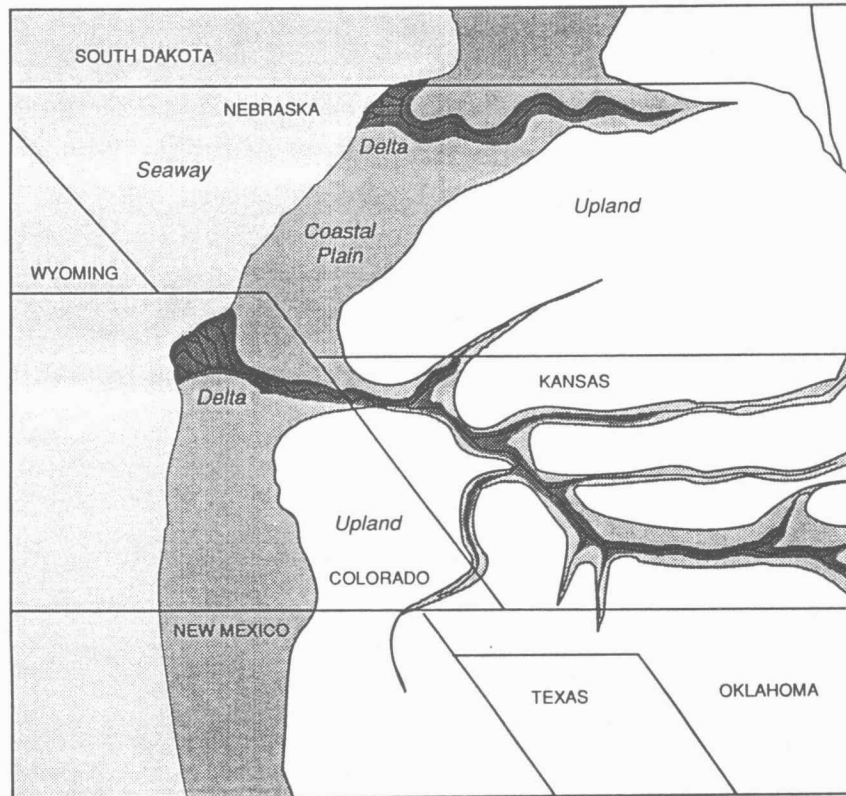 SOUTH DAKOTA
NEBRASKA
Delta
Seaway
Upland
Coastal
Plain
WYOMING
KANSAS
Delta
Upland
COLORADO
NEW MEXICO
TEXAS
OKLAHOMA